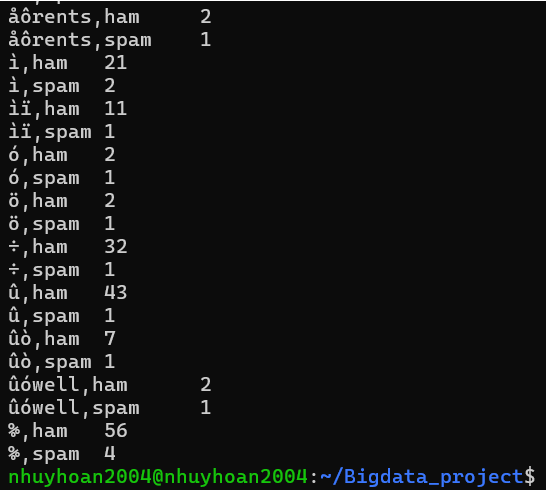 åôrents,ham	2
åôrents,spam	1
ì,ham	21
ì,spam	2
ìï,ham	11
ìï,spam	1
ó,ham	2
ó,spam	1
ö,ham	2
ö,spam	1
÷,ham	32
÷,spam	1
û,ham	43
û,spam	1
ûò,ham	7
ûò,spam	1
ûówell,ham	2
ûówell,spam	1
‰,ham	56
‰,spam	4
nhuyhoan2004@nhuyhoan2004:~/Bigdata_project$